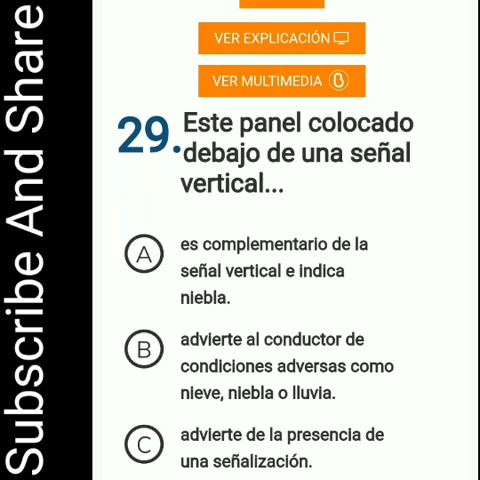 Subscribe And Share
VER EXPLICACIÓN
VER MULTIMEDIA
29. Este panel colocado
debajo de una señal
vertical...
A es complementario de la
señal vertical e indica
niebla.
B advierte al conductor de
condiciones adversas como
nieve, niebla o lluvia.
C advierte de la presencia de
una señalización.